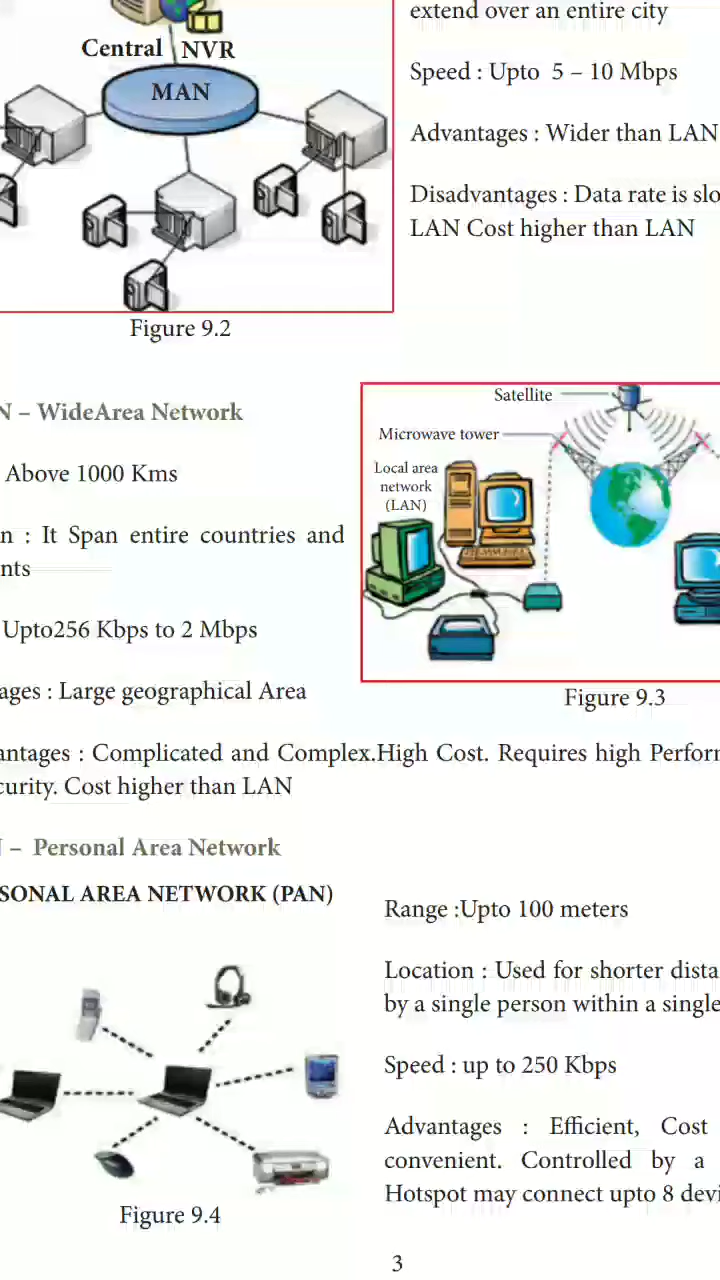 Central NVR
MAN
Figure 9.2
extend over an entire city
Speed : Upto 5 – 10 Mbps
Advantages : Wider than LAN
Disadvantages : Data rate is slo
LAN Cost higher than LAN
N – WideArea Network
Above 1000 Kms
n : It Span entire countries and
nts
Upto256 Kbps to 2 Mbps
ages : Large geographical Area
Satellite
Microwave tower
Local area
network
(LAN)
Figure 9.3
antages : Complicated and Complex.High Cost. Requires high Perform
curity. Cost higher than LAN
N – Personal Area Network
SONAL AREA NETWORK (PAN)
Figure 9.4
Range :Upto 100 meters
Location : Used for shorter dista
by a single person within a single
Speed : up to 250 Kbps
Advantages : Efficient, Cost
convenient. Controlled by a
Hotspot may connect upto 8 devi
3